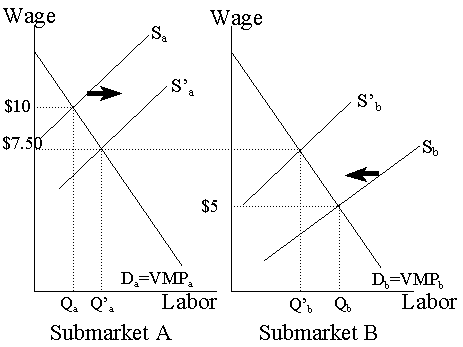 Wage
Wage
Sa
S'a
S'b
Sb
$10
$7.50
$5
Da=VMPa
Db=VMPb
Qa
Q'a
Labor
Q'b
Qb
Labor
Submarket A
Submarket B